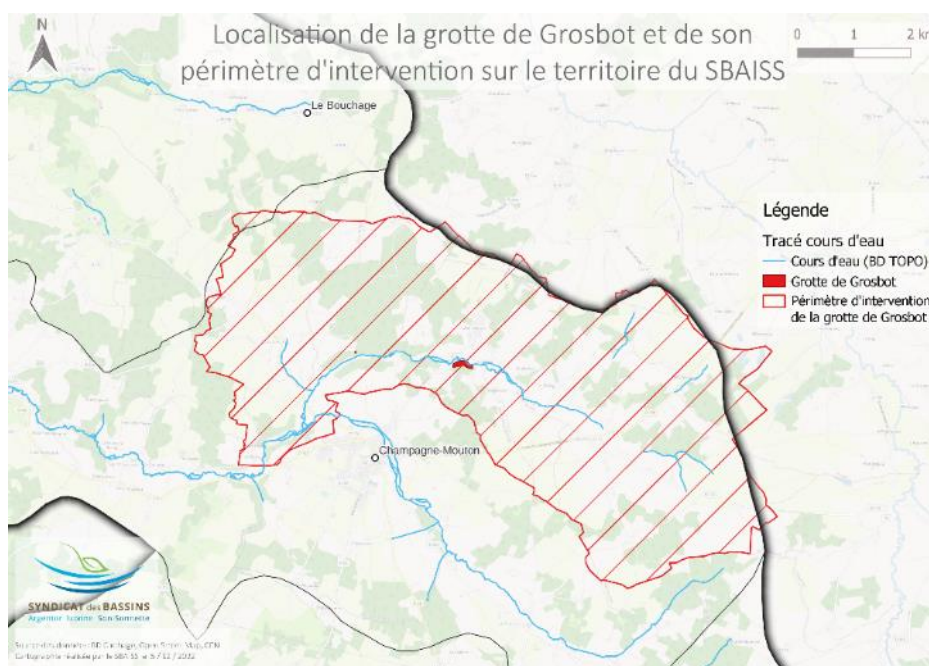 Localisation de la grotte de Grosbot et de son
périmètre d'intervention sur le territoire du SBAISS
N
0 1 2 km
Le Bouchage
Légende
Tracé cours d'eau
Cours d'eau (BD TOPO)
Grotte de Grosbot
Périmètre d'intervention
de la grotte de Grosbot
Champagne-Mouton
SYNDICAT des BASSINS
Argentor Izonne Son-Sonnette